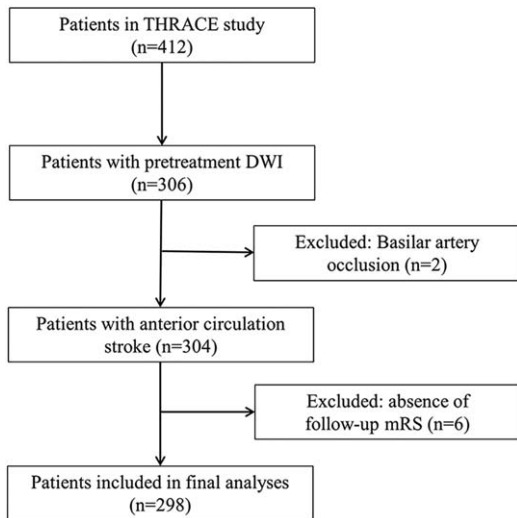 Patients in THRACE study
(n=412)
Patients with pretreatment DWI
(n=306)
Excluded: Basilar artery
occlusion (n=2)
Patients with anterior circulation
stroke (n=304)
Excluded: absence of
follow-up mRS (n=6)
Patients included in final analyses
(n=298)